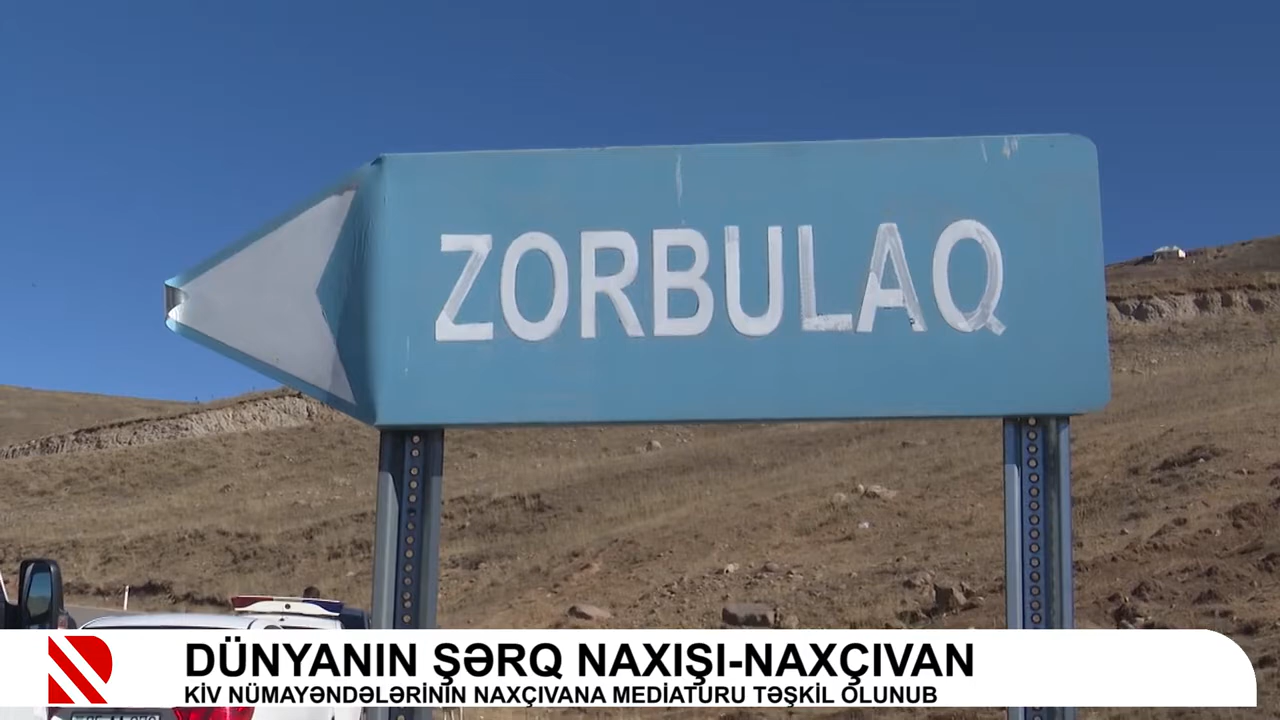 ZORBULAQ
DÜNYANIN ŞƏRQ NAXIŞI-NAXÇIVAN
KİV NÜMAYƏNDƏLƏRİNİN NAXÇIVANA MEDİATURU TƏŞKİL OLUNUB